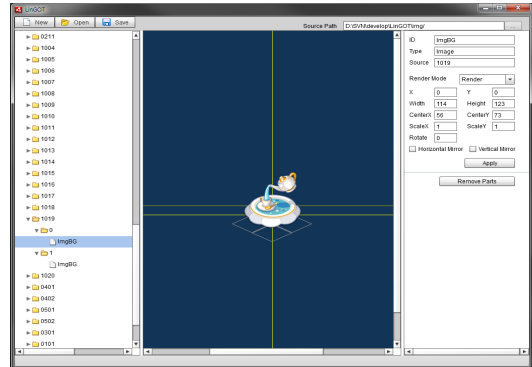 LinGOT
New Open Save Source Path D:\SVN\develop\LinGOT\img/ ...
0211
1004
1005
1006
1007
1008
1009
1010
1011
1012
1013
1014
1015
1016
1017
1018
1019
0
ImgBG
1
ImgBG
1020
0401
0402
0501
0502
0301
0101
ID ImgBG
Type Image
Source 1019
Render Mode Render
X 0 Y 0
Width 114 Height 123
CenterX 56 CenterY 73
ScaleX 1 ScaleY 1
Rotate 0
Horizontal Mirror Vertical Mirror
Apply
Remove Parts